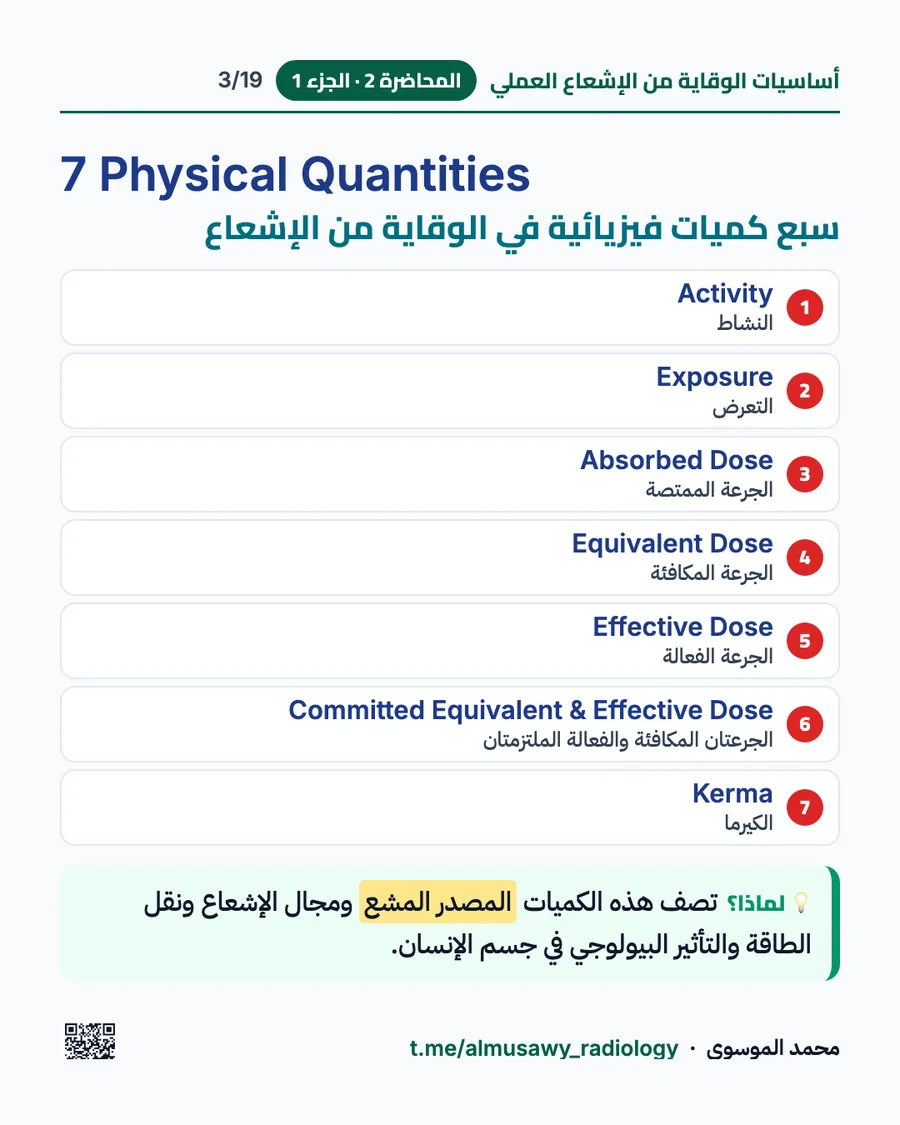 أساسيات الوقاية من الإشعاع العملي المحاضرة 2 · الجزء 1 3/19
7 Physical Quantities
سبع كميات فيزيائية في الوقاية من الإشعاع
1 Activity
النشاط
2 Exposure
التعرض
3 Absorbed Dose
الجرعة الممتصة
4 Equivalent Dose
الجرعة المكافئة
5 Effective Dose
الجرعة الفعالة
6 Committed Equivalent & Effective Dose
الجرعتان المكافئة والفعالة الملتزمتان
7 Kerma
الكيرما
💡 لماذا؟ تصف هذه الكميات المصدر المشع ومجال الإشعاع ونقل
الطاقة والتأثير البيولوجي في جسم الإنسان.
محمد الموسوي · t.me/almusawy_radiology